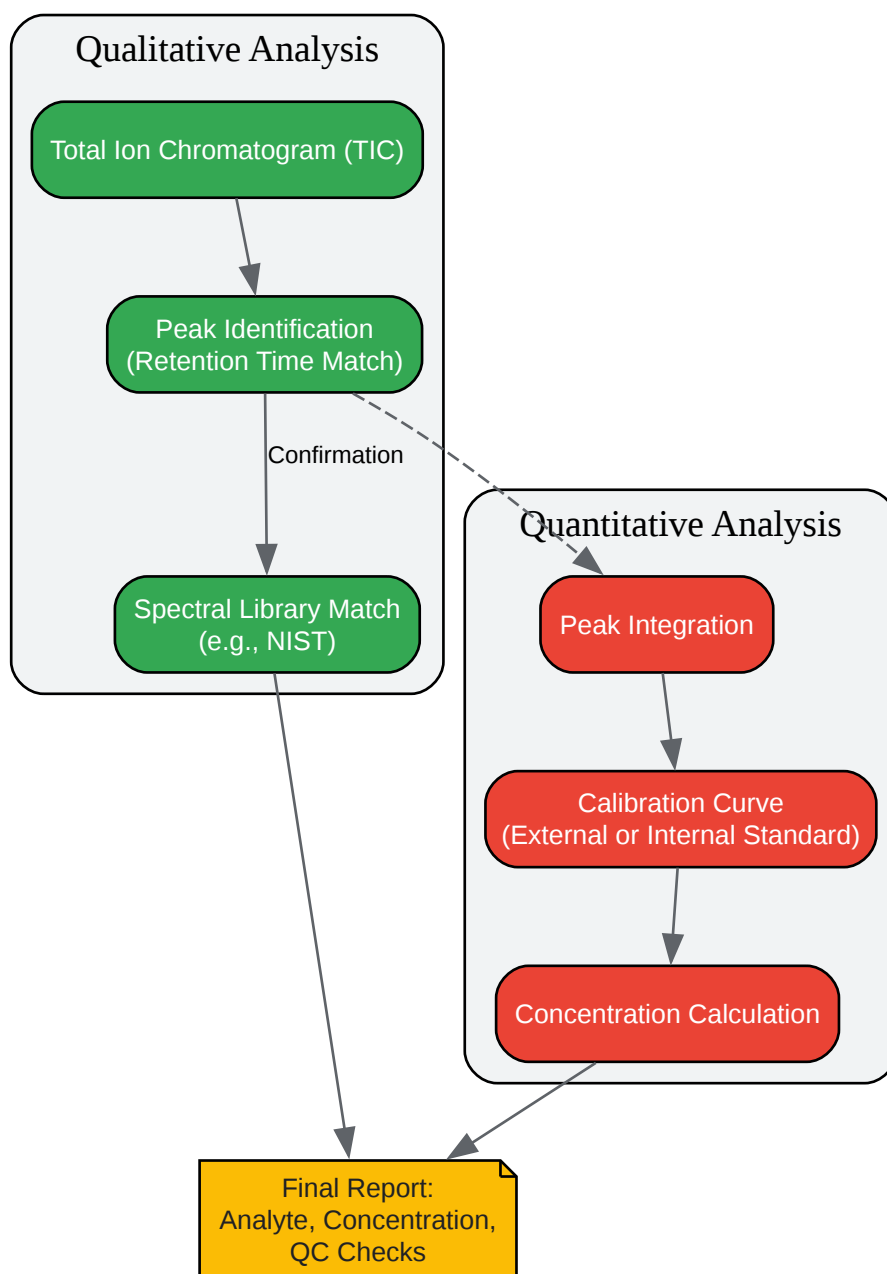 Qualitative Analysis
Total Ion Chromatogram (TIC)
Peak Identification
(Retention Time Match)
Confirmation
Spectral Library Match
(e.g., NIST)
Quantitative Analysis
Peak Integration
Calibration Curve
(External or Internal Standard)
Concentration Calculation
Final Report:
Analyte, Concentration,
QC Checks